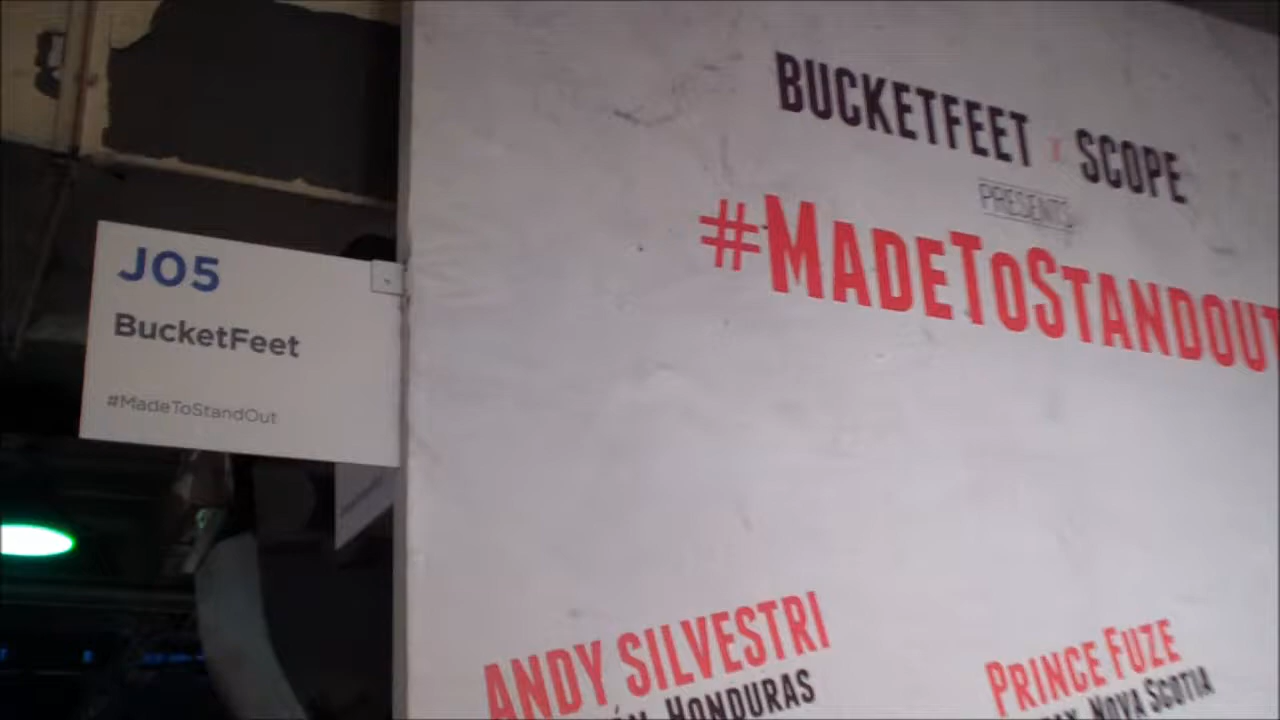 J05
BucketFeet
#MadeToStandOut
BUCKETFEET x SCOPE
PRESENTS
#MADETOSTANDOUT
ANDY SILVESTRI
HONDURAS
PRINCE FUZE
NOVA SCOTIA